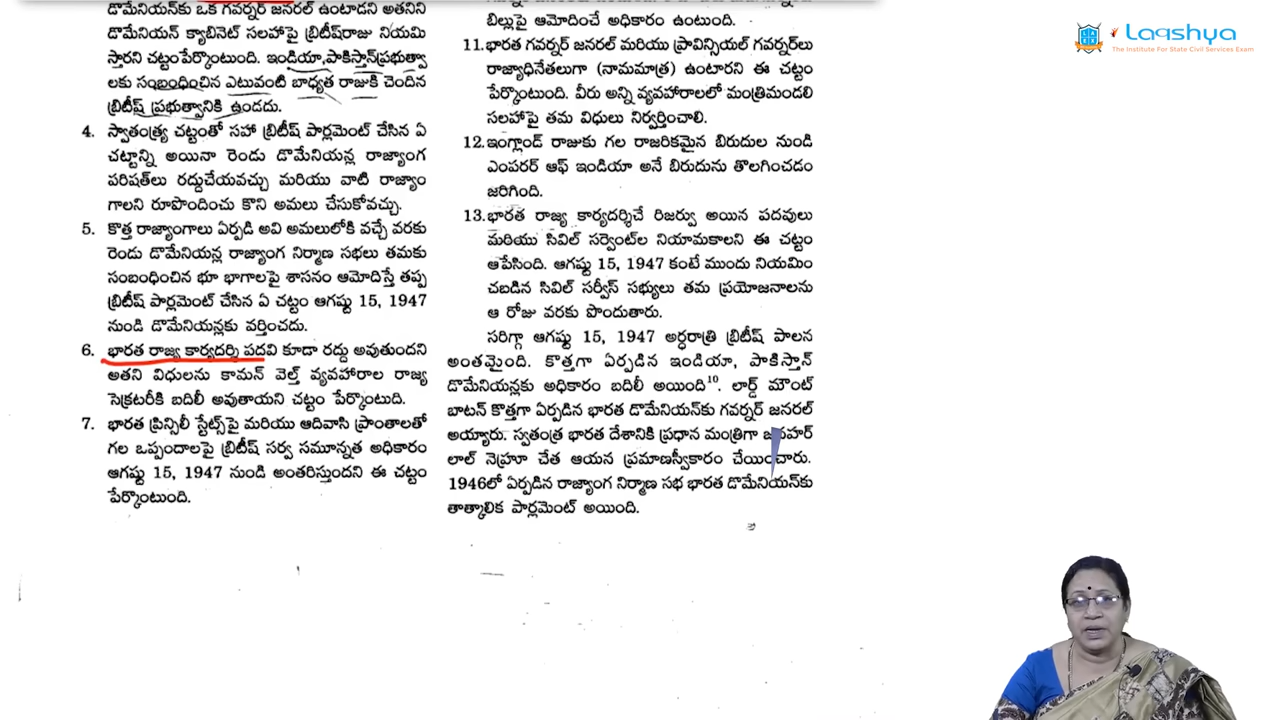 డొమేనియన్‌కు ఒక గవర్నర్ జనరల్ ఉంటాడని అతనిని
డొమేనియన్ క్యాబినెట్ సలహాపై బ్రిటీష్‌రాజు నియమి
స్తారని చట్టంపేర్కొంటుంది. ఇండియా,పాకిస్తాన్‌ప్రభుత్వా
లకు సంబంధించిన ఎటువంటి బాధ్యత రాజుకి చెందిన
బ్రిటీష్ ప్రభుత్వానికి ఉండదు.
4. స్వాతంత్ర్య చట్టంతో సహా బ్రిటీష్ పార్లమెంట్ చేసిన ఏ
చట్టాన్ని అయినా రెండు డొమేనియన్ల రాజ్యాంగ
పరిషత్‌లు రద్దుచేయవచ్చు మరియు వాటి రాజ్యాం
గాలని రూపొందించు కొని అమలు చేసుకోవచ్చు.
5. కొత్త రాజ్యాంగాలు ఏర్పడి అవి అమలులోకి వచ్చే వరకు
రెండు డొమేనియన్ల రాజ్యాంగ నిర్మాణ సభలు తమకు
సంబంధించిన భూ భాగాలపై శాసనం ఆమోదిస్తే తప్ప
బ్రిటీష్ పార్లమెంట్ చేసిన ఏ చట్టం ఆగష్టు 15, 1947
నుండి డొమేనియన్లకు వర్తించదు.
6. భారత రాజ్య కార్యదర్శి పదవి కూడా రద్దు అవుతుందని
అతని విధులను కామన్ వెల్త్ వ్యవహారాల రాజ్య
సెక్రటరీకి బదిలీ అవుతాయని చట్టం పేర్కొంటుది.
7. భారత ప్రిన్సిలీ స్టేట్స్‌పై మరియు ఆదివాసి ప్రాంతాలతో
గల ఒప్పందాలపై బ్రిటీష్ సర్వ సమూన్నత అధికారం
ఆగష్టు 15, 1947 నుండి అంతరిస్తుందని ఈ చట్టం
పేర్కొంటుంది.
బిల్లుపై ఆమోదించే అధికారం ఉంటుంది.
11. భారత గవర్నర్ జనరల్ మరియు ప్రావిన్సియల్ గవర్నర్‌లు
రాజ్యాధినేతలుగా (నామమాత్ర) ఉంటారని ఈ చట్టం
పేర్కొంటుంది. వీరు అన్ని వ్యవహారాలలో మంత్రిమండలి
సలహాపై తమ విధులు నిర్వర్తించాలి.
12. ఇంగ్లాండ్ రాజుకు గల రాజరికమైన బిరుదుల నుండి
ఎంపరర్ ఆఫ్ ఇండియా అనే బిరుదును తొలగించడం
జరిగింది.
13. భారత రాజ్య కార్యదర్శిచే రిజర్వు అయిన పదవులు
మరియు సివిల్ సర్వెంట్‌ల నియామకాలని ఈ చట్టం
ఆపేసింది. ఆగష్టు 15, 1947 కంటే ముందు నియమిం
చబడిన సివిల్ సర్వీస్ సభ్యులు తమ ప్రయోజనాలను
ఆ రోజు వరకు పొందుతారు.
సరిగ్గా ఆగష్టు 15, 1947 అర్ధరాత్రి బ్రిటీష్ పాలన
అంతమైంది. కొత్తగా ఏర్పడిన ఇండియా, పాకిస్తాన్
డొమేనియన్లకు అధికారం బదిలీ అయింది10. లార్డ్ మౌంట్
బాటన్ కొత్తగా ఏర్పడిన భారత డొమేనియన్‌కు గవర్నర్ జనరల్
అయ్యారు. స్వతంత్ర భారత దేశానికి ప్రధాన మంత్రిగా జవహర్
లాల్ నెహ్రూ చేత ఆయన ప్రమాణస్వీకారం చేయించారు.
1946లో ఏర్పడిన రాజ్యాంగ నిర్మాణ సభ భారత డొమేనియన్‌కు
తాత్కాలిక పార్లమెంట్ అయింది.
Laqshya
The Institute For State Civil Services Exam